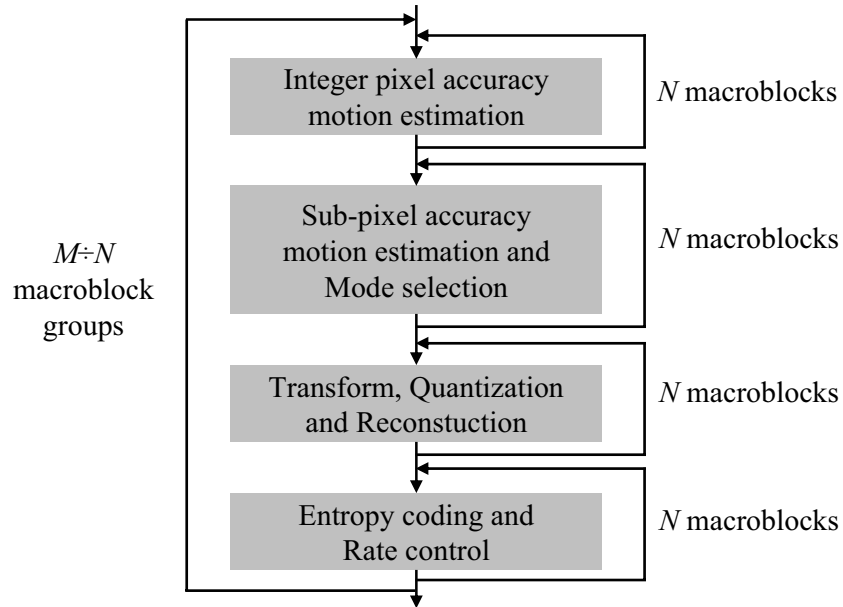 Integer pixel accuracy
motion estimation
N macroblocks
Sub-pixel accuracy
motion estimation and
Mode selection
N macroblocks
M÷N
macroblock
groups
Transform, Quantization
and Reconstuction
N macroblocks
Entropy coding and
Rate control
N macroblocks